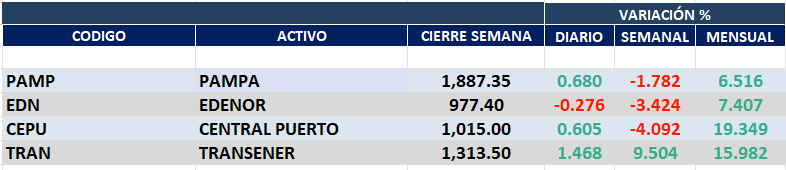 VARIACIÓN %
CODIGO ACTIVO CIERRE SEMANA DIARIO SEMANAL MENSUAL
PAMP PAMPA 1,887.35 0.680 -1.782 6.516
EDN EDENOR 977.40 -0.276 -3.424 7.407
CEPU CENTRAL PUERTO 1,015.00 0.605 -4.092 19.349
TRAN TRANSENER 1,313.50 1.468 9.504 15.982